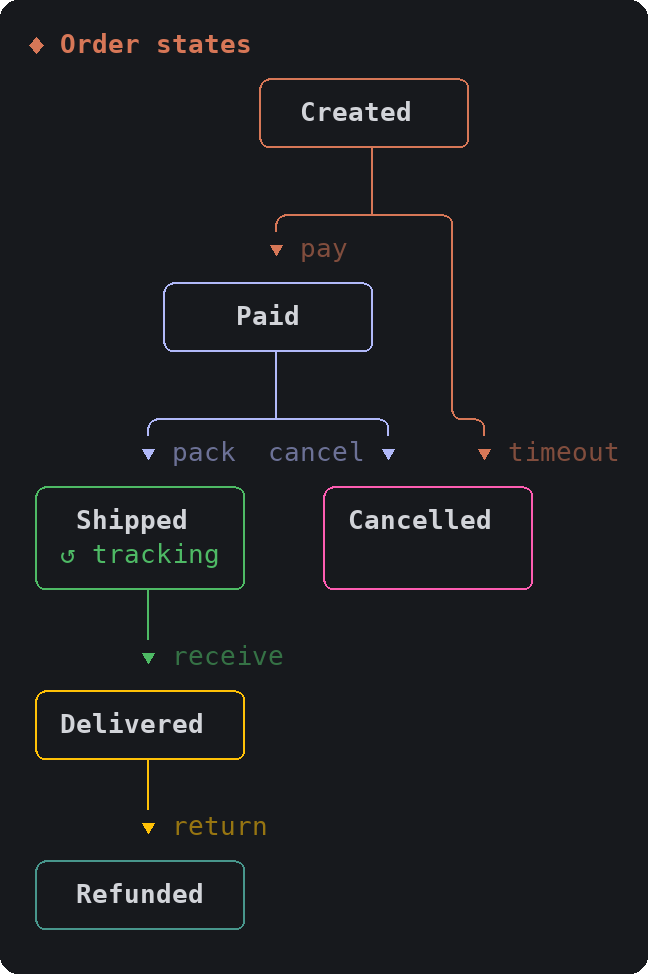 ♦ Order states
Created
pay
Paid
pack cancel timeout
Shipped Cancelled
↺ tracking
receive
Delivered
return
Refunded